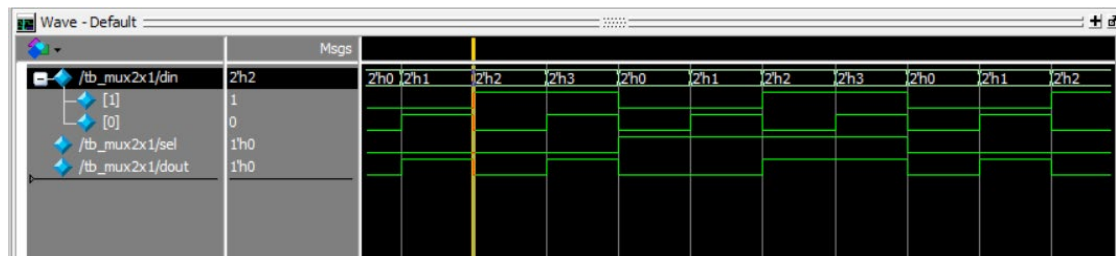 Wave - Default
Msgs
/tb_mux2x1/din 2'h2 2'h0 2'h1 2'h2 2'h3 2'h0 2'h1 2'h2 2'h3 2'h0 2'h1 2'h2
[1] 1
[0] 0
/tb_mux2x1/sel 1'h0
/tb_mux2x1/dout 1'h0